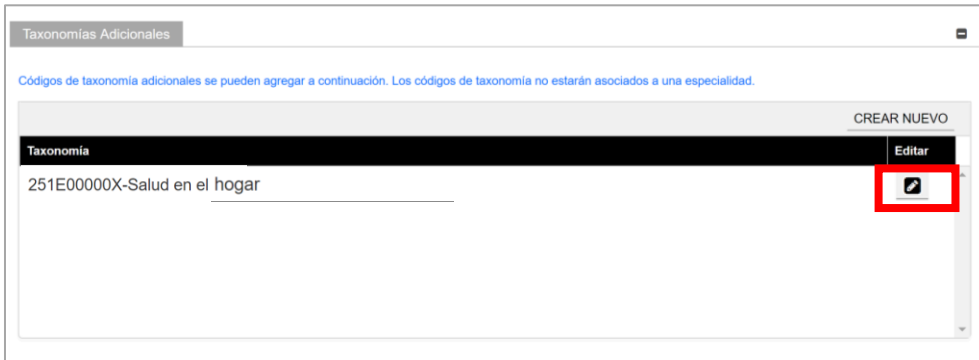 Taxonomías Adicionales
Códigos de taxonomía adicionales se pueden agregar a continuación. Los códigos de taxonomía no estarán asociados a una especialidad.
CREAR NUEVO
Taxonomía Editar
251E00000X-Salud en el hogar